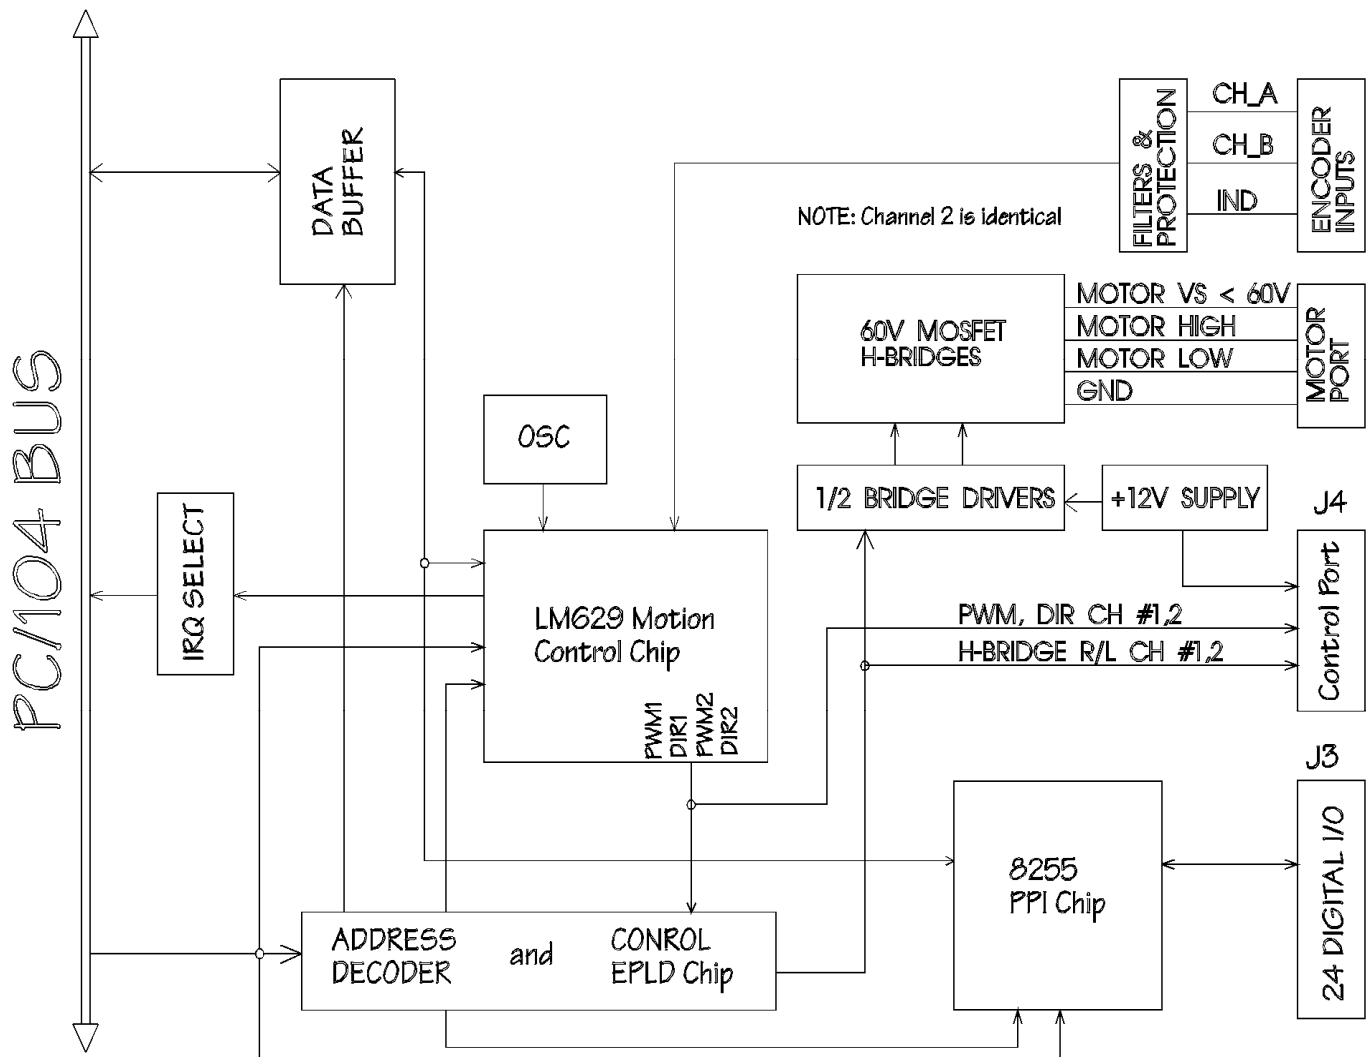 PC/104 BUS
DATA
BUFFER
FILTERS &
PROTECTION
CH_A
CH_B
IND
ENCODER
INPUTS
NOTE: Channel 2 is identical
60V MOSFET
H-BRIDGES
MOTOR VS < 60V
MOTOR HIGH
MOTOR LOW
GND
MOTOR
PORT
OSC
1/2 BRIDGE DRIVERS
+12V SUPPLY
J4
IRQ SELECT
LM629 Motion
Control Chip
PWM1
DIR1
PWM2
DIR2
PWM, DIR CH #1,2
H-BRIDGE R/L CH #1,2
Control Port
J3
8255
PPI Chip
24 DIGITAL I/O
ADDRESS
DECODER
and
CONROL
EPLD Chip